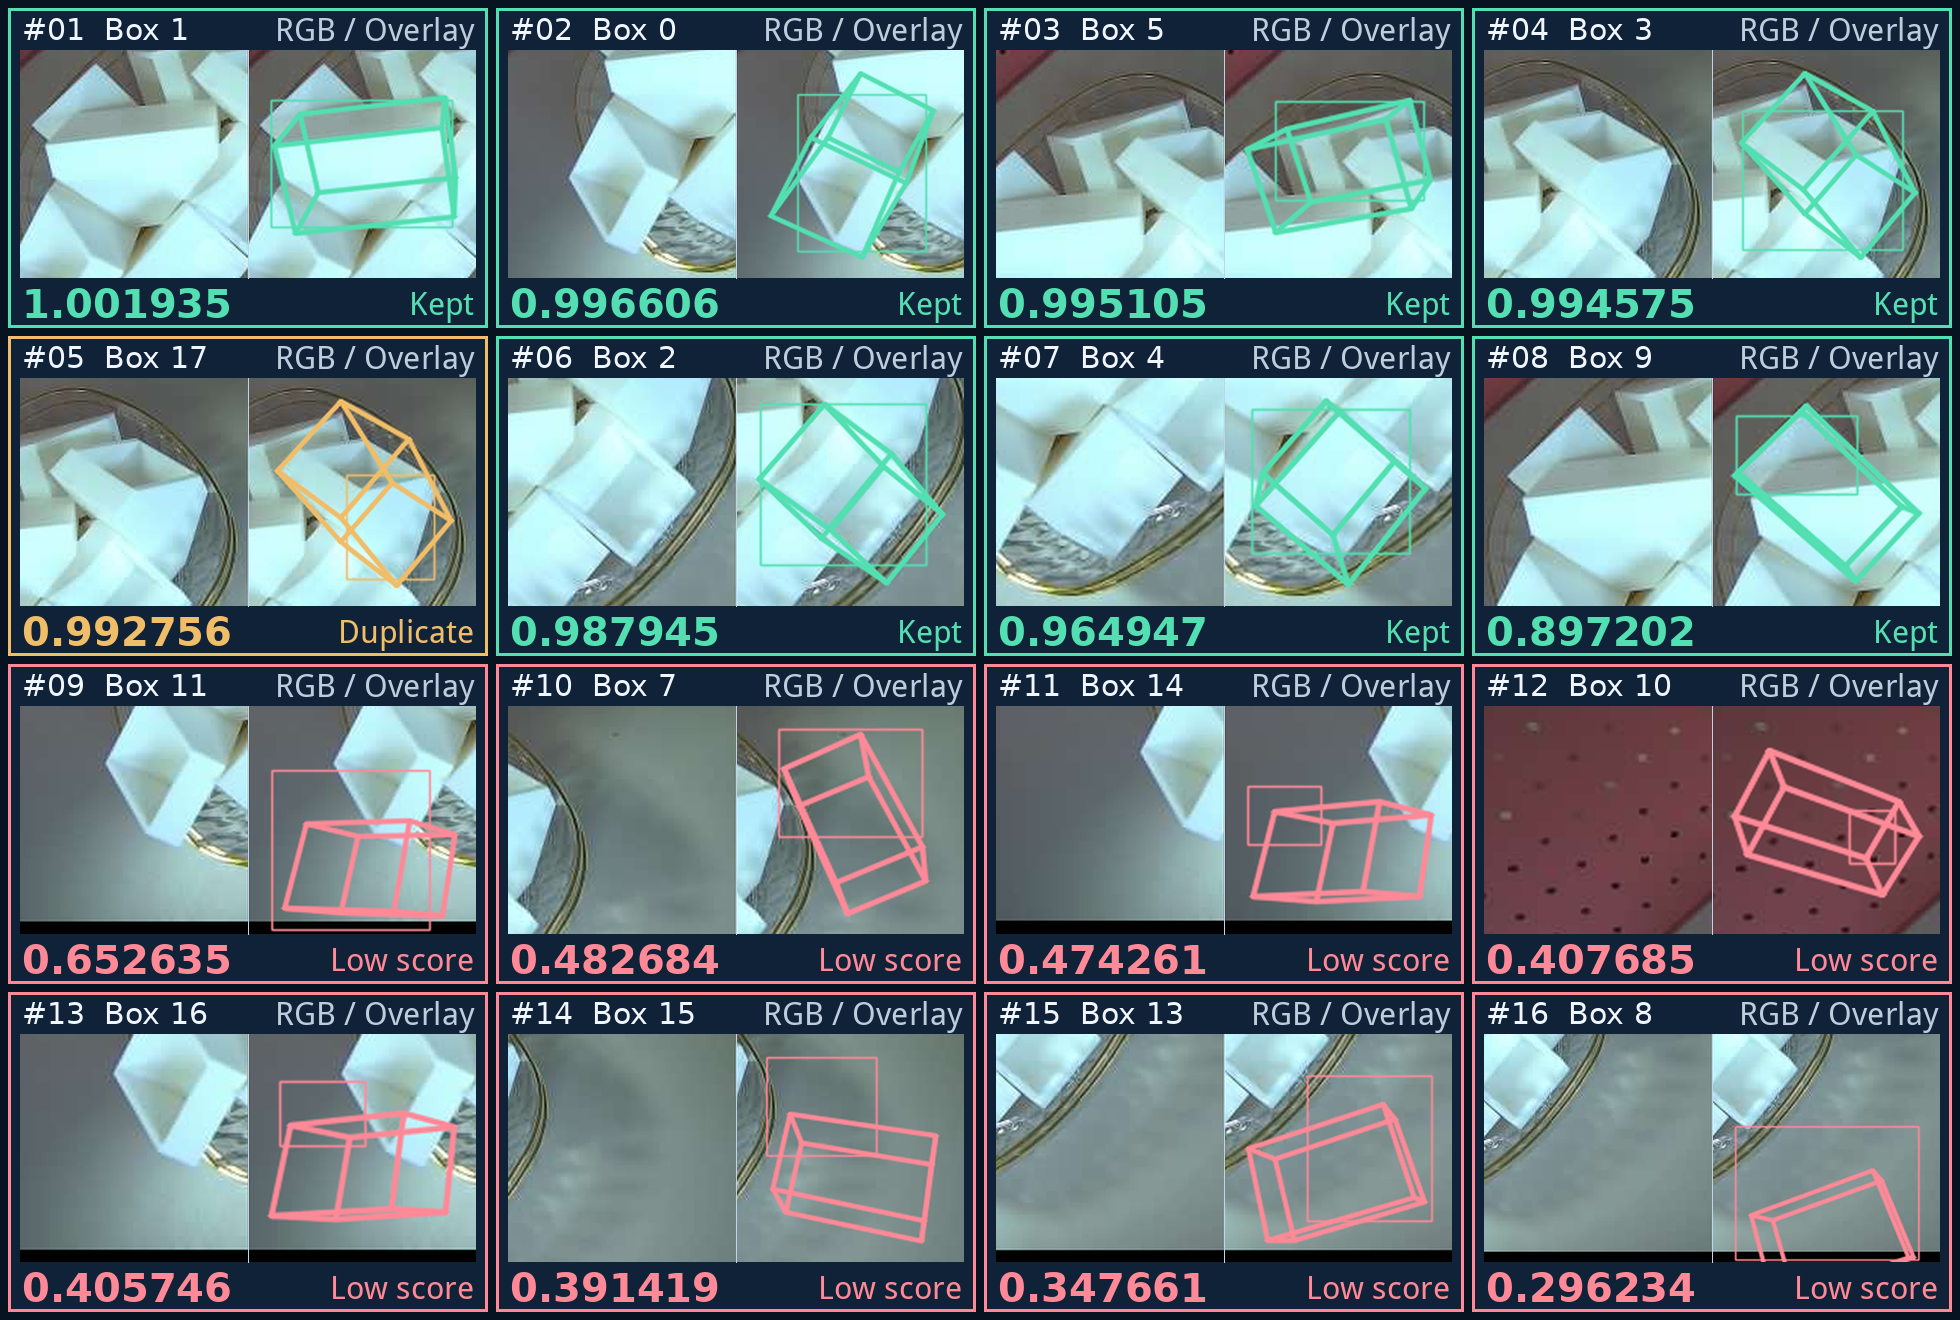 #01 Box 1 RGB / Overlay
1.001935 Kept
#02 Box 0 RGB / Overlay
0.996606 Kept
#03 Box 5 RGB / Overlay
0.995105 Kept
#04 Box 3 RGB / Overlay
0.994575 Kept
#05 Box 17 RGB / Overlay
0.992756 Duplicate
#06 Box 2 RGB / Overlay
0.987945 Kept
#07 Box 4 RGB / Overlay
0.964947 Kept
#08 Box 9 RGB / Overlay
0.897202 Kept
#09 Box 11 RGB / Overlay
0.652635 Low score
#10 Box 7 RGB / Overlay
0.482684 Low score
#11 Box 14 RGB / Overlay
0.474261 Low score
#12 Box 10 RGB / Overlay
0.407685 Low score
#13 Box 16 RGB / Overlay
0.405746 Low score
#14 Box 15 RGB / Overlay
0.391419 Low score
#15 Box 13 RGB / Overlay
0.347661 Low score
#16 Box 8 RGB / Overlay
0.296234 Low score